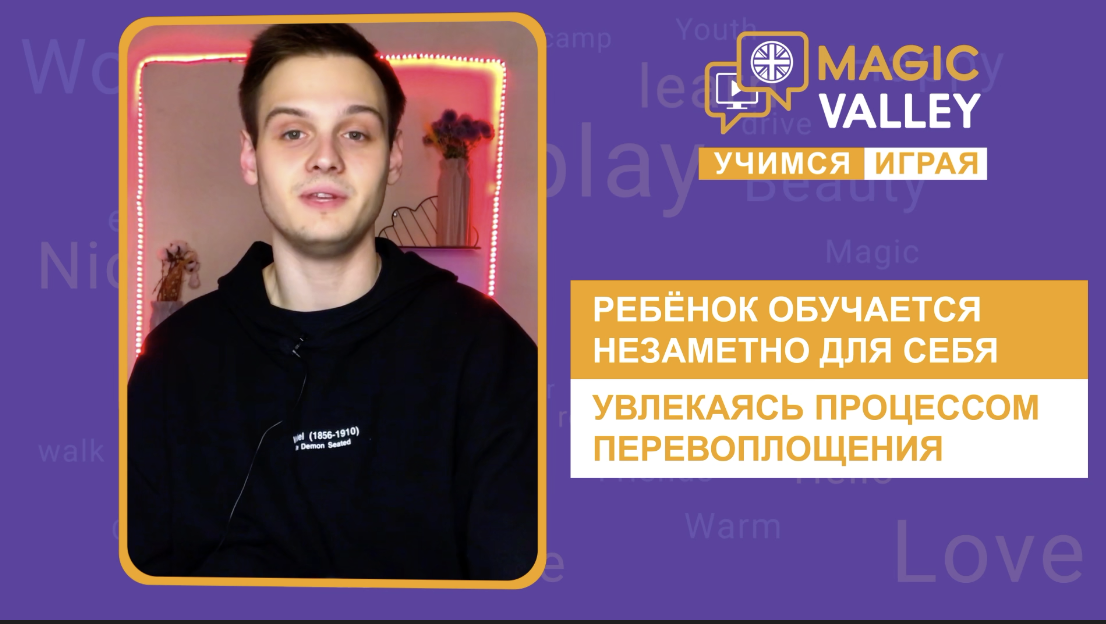 MAGIC
VALLEY
УЧИМСЯ ИГРАЯ
РЕБЁНОК ОБУЧАЕТСЯ
НЕЗАМЕТНО ДЛЯ СЕБЯ
УВЛЕКАЯСЬ ПРОЦЕССОМ
ПЕРЕВОПЛОЩЕНИЯ
(1856-1910)
Demon Seated
camp
Youth
play
drive
Beauty
Magic
walk
Warm
Love